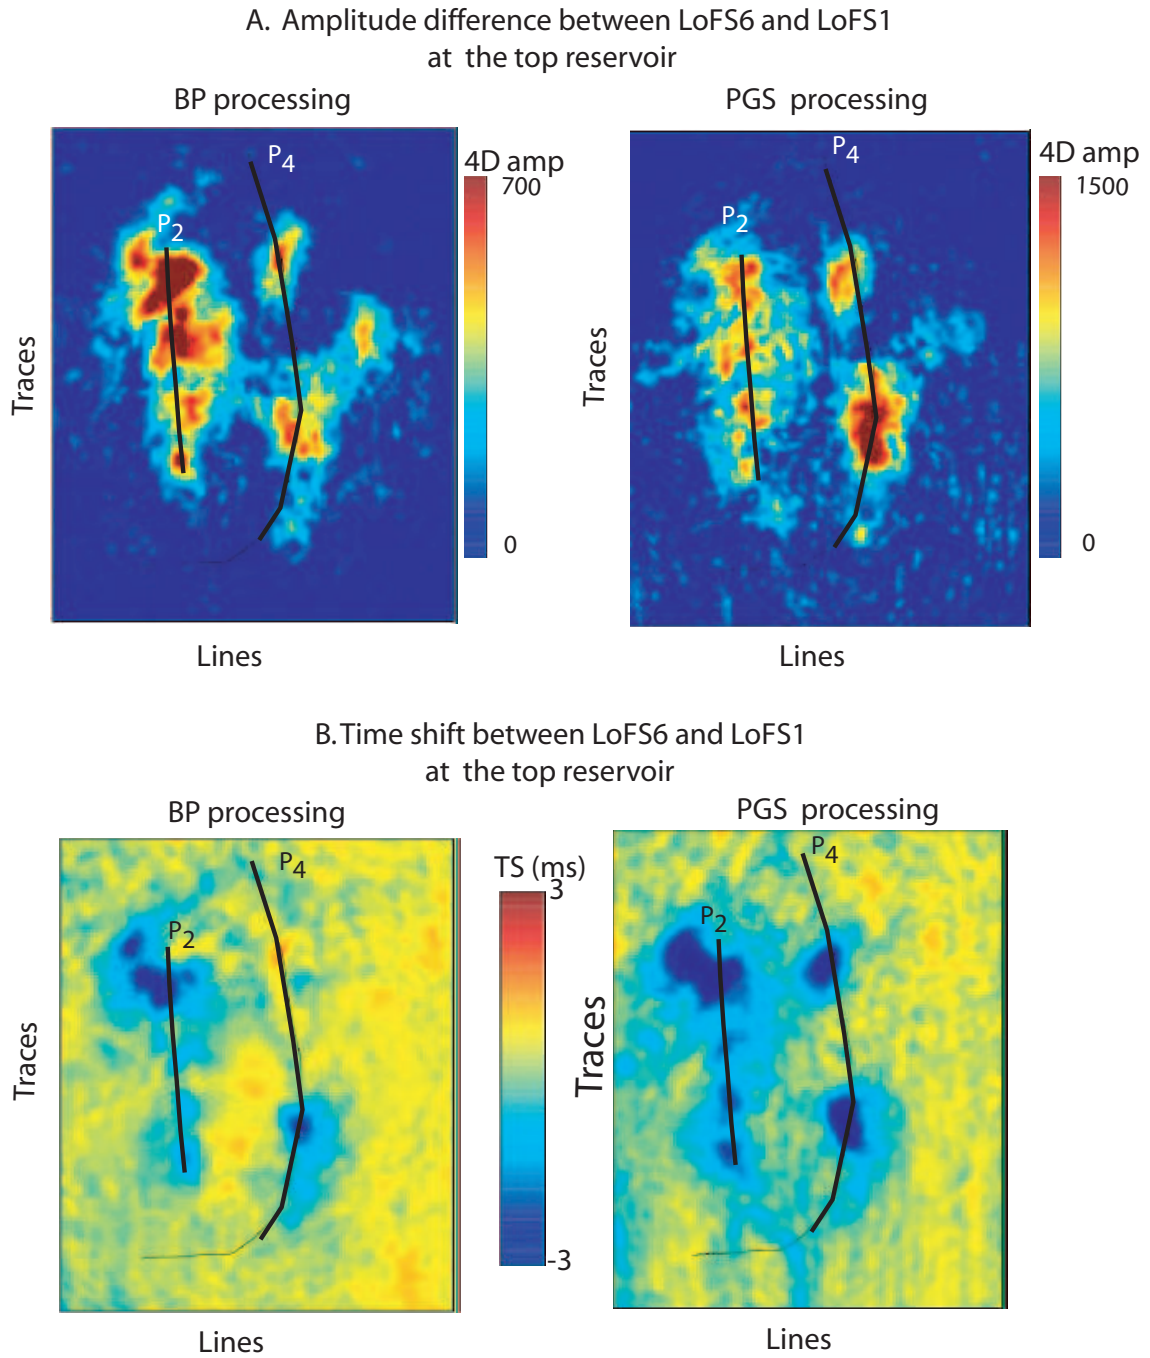 A. Amplitude difference between LoFS6 and LoFS1
at the top reservoir
BP processing
PGS processing
P4
4D amp
700
P2
Traces
0
Lines
P4
4D amp
1500
P2
Traces
0
Lines
B. Time shift between LoFS6 and LoFS1
at the top reservoir
BP processing
PGS processing
P4
P2
Traces
Lines
TS (ms)
3
-3
P4
P2
Traces
Lines